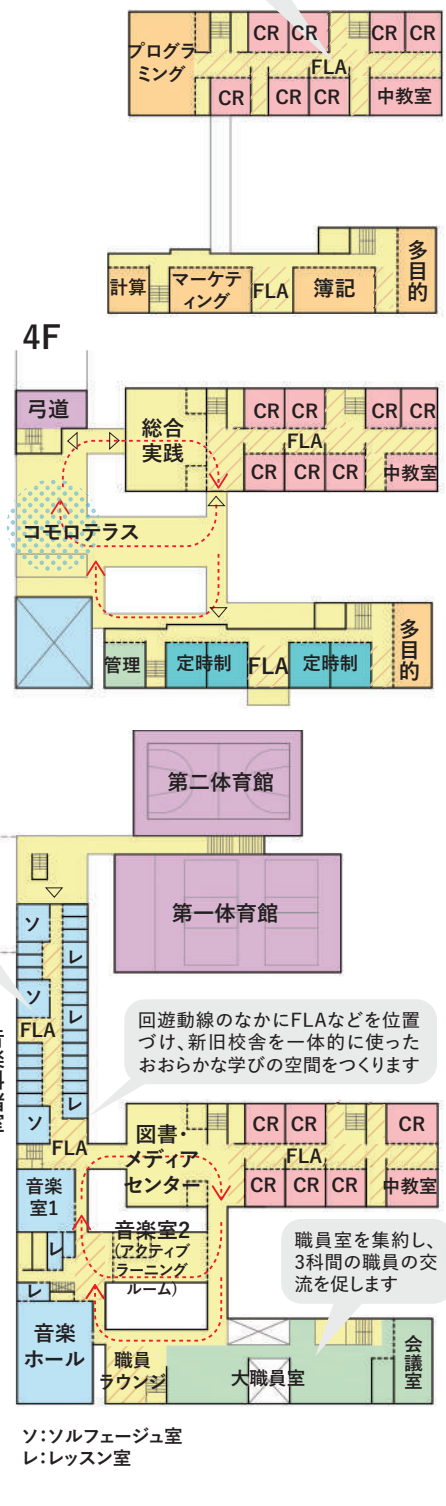 CR
CR
CR
CR
プログラ
ミング
FLA
CR
CR
CR
中教室
計算
マーケテ
ィング
FLA
簿記
多目的
4F
弓道
総合
実践
CR
CR
CR
CR
FLA
CR
CR
CR
中教室
コモロテラス
管理
定時制
FLA
定時制
多目的
第二体育館
第一体育館
ソ
レ
ソ
FLA
レ
ソ
レ
回遊動線のなかにFLAなどを位置
づけ、新旧校舎を一体的に使った
おおらかな学びの空間をつくります
FLA
図書・
メディア
センター
CR
CR
CR
FLA
CR
CR
CR
中教室
音楽
室1
音楽室2
(アクティブ
ラーニング
ルーム)
レ
レ
職員室を集約し、
3科間の職員の交
流を促します
音楽
ホール
職員
ラウンジ
大職員室
会議室
ソ:ソルフェージュ室
レ:レッスン室